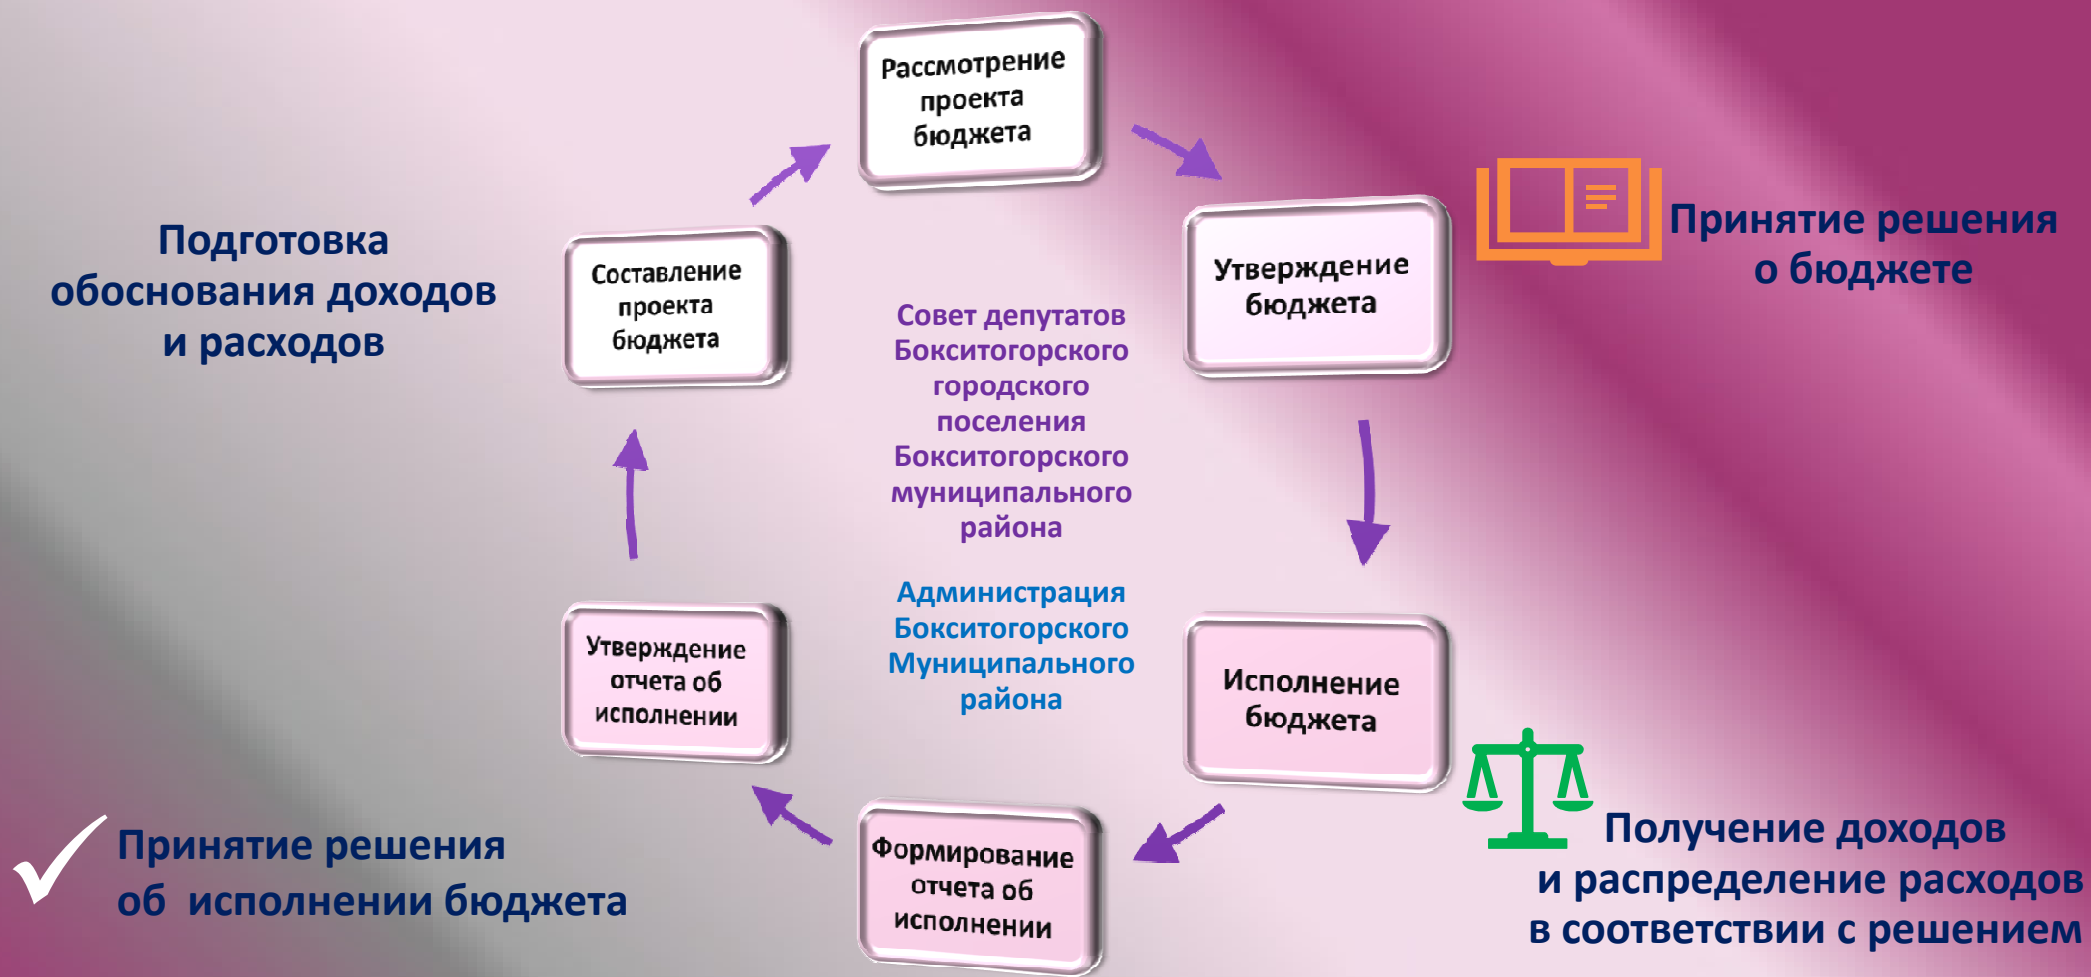 Рассмотрение
проекта
бюджета
Подготовка
обоснования доходов
и расходов
Составление
проекта
бюджета
Утверждение
бюджета
Принятие решения
о бюджете
Совет депутатов
Бокситогорского
городского
поселения
Бокситогорского
муниципального
района
Администрация
Бокситогорского
Муниципального
района
Утверждение
отчета об
исполнении
Исполнение
бюджета
Принятие решения
об исполнении бюджета
Формирование
отчета об
исполнении
Получение доходов
и распределение расходов
в соответствии с решением